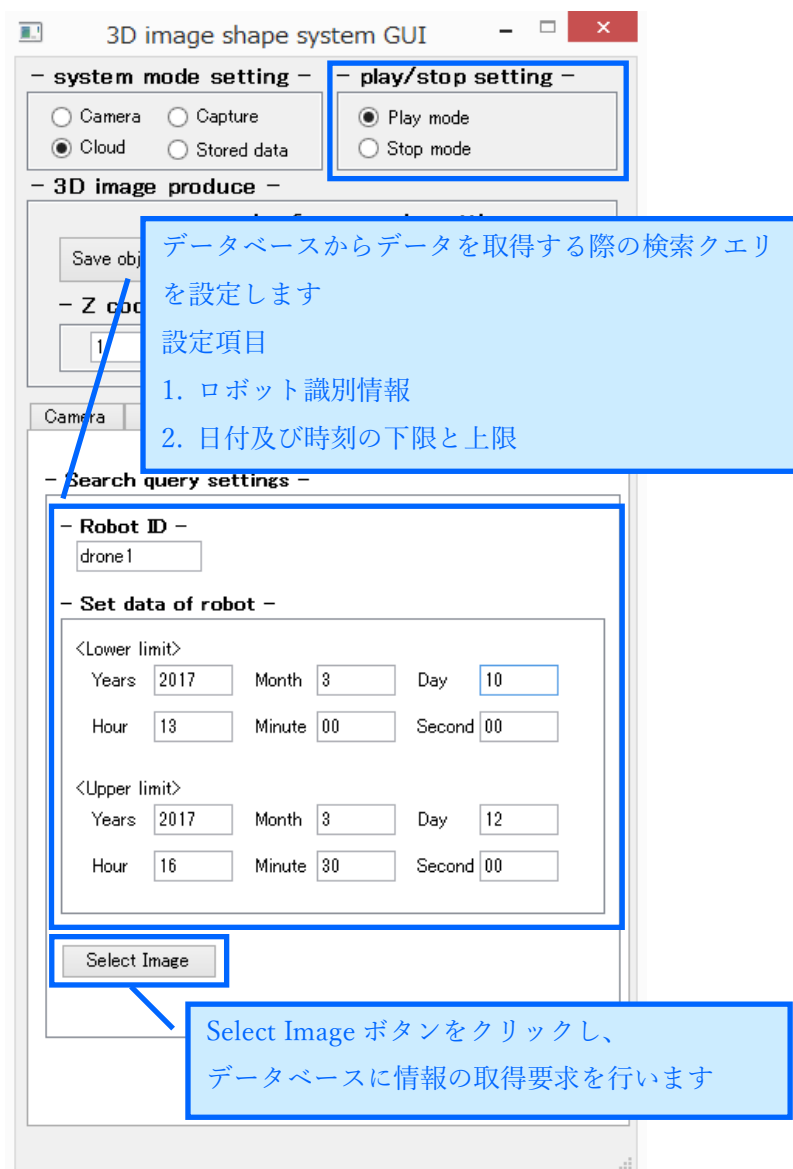 3D image shape system GUI
- system mode setting -
- play/stop setting -
Camera
Capture
Cloud
Stored data
Play mode
Stop mode
- 3D image produce -
Save obj
- Z coo
1
データベースからデータを取得する際の検索クエリ
を設定します
設定項目
1. ロボット識別情報
2. 日付及び時刻の下限と上限
Camera
- Search query settings -
- Robot ID -
drone1
- Set data of robot -
<Lower limit>
Years 2017 Month 3 Day 10
Hour 13 Minute 00 Second 00
<Upper limit>
Years 2017 Month 3 Day 12
Hour 16 Minute 30 Second 00
Select Image
Select Image ボタンをクリックし、
データベースに情報の取得要求を行います